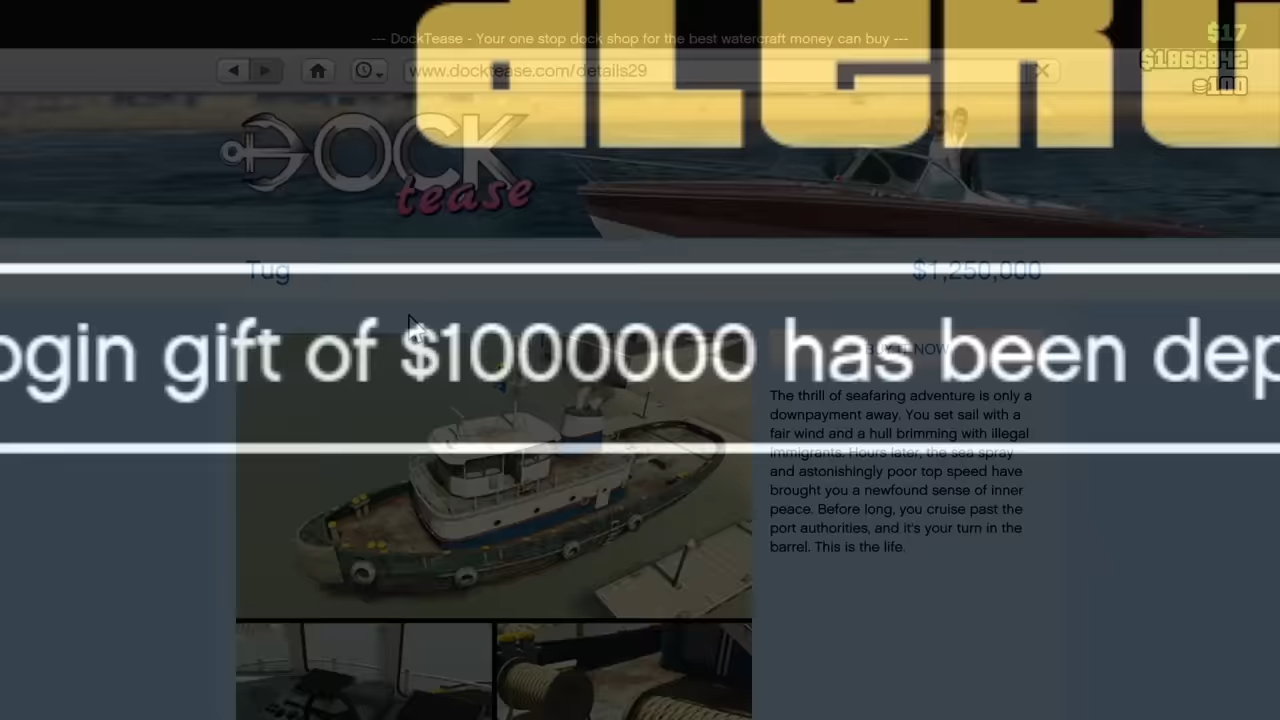 aLERT
--- DockTease - Your one stop dock shop for the best watercraft money can buy ---
$17
$1866842
100
www.docktease.com/details29
DOCK
tease
Tug
$1,250,000
ogin gift of $1000000 has been dep
BUY IT NOW
The thrill of seafaring adventure is only a
downpayment away. You set sail with a
fair wind and a hull brimming with illegal
immigrants. Hours later, the sea spray
and astonishingly poor top speed have
brought you a newfound sense of inner
peace. Before long, you cruise past the
port authorities, and it's your turn in the
barrel. This is the life.